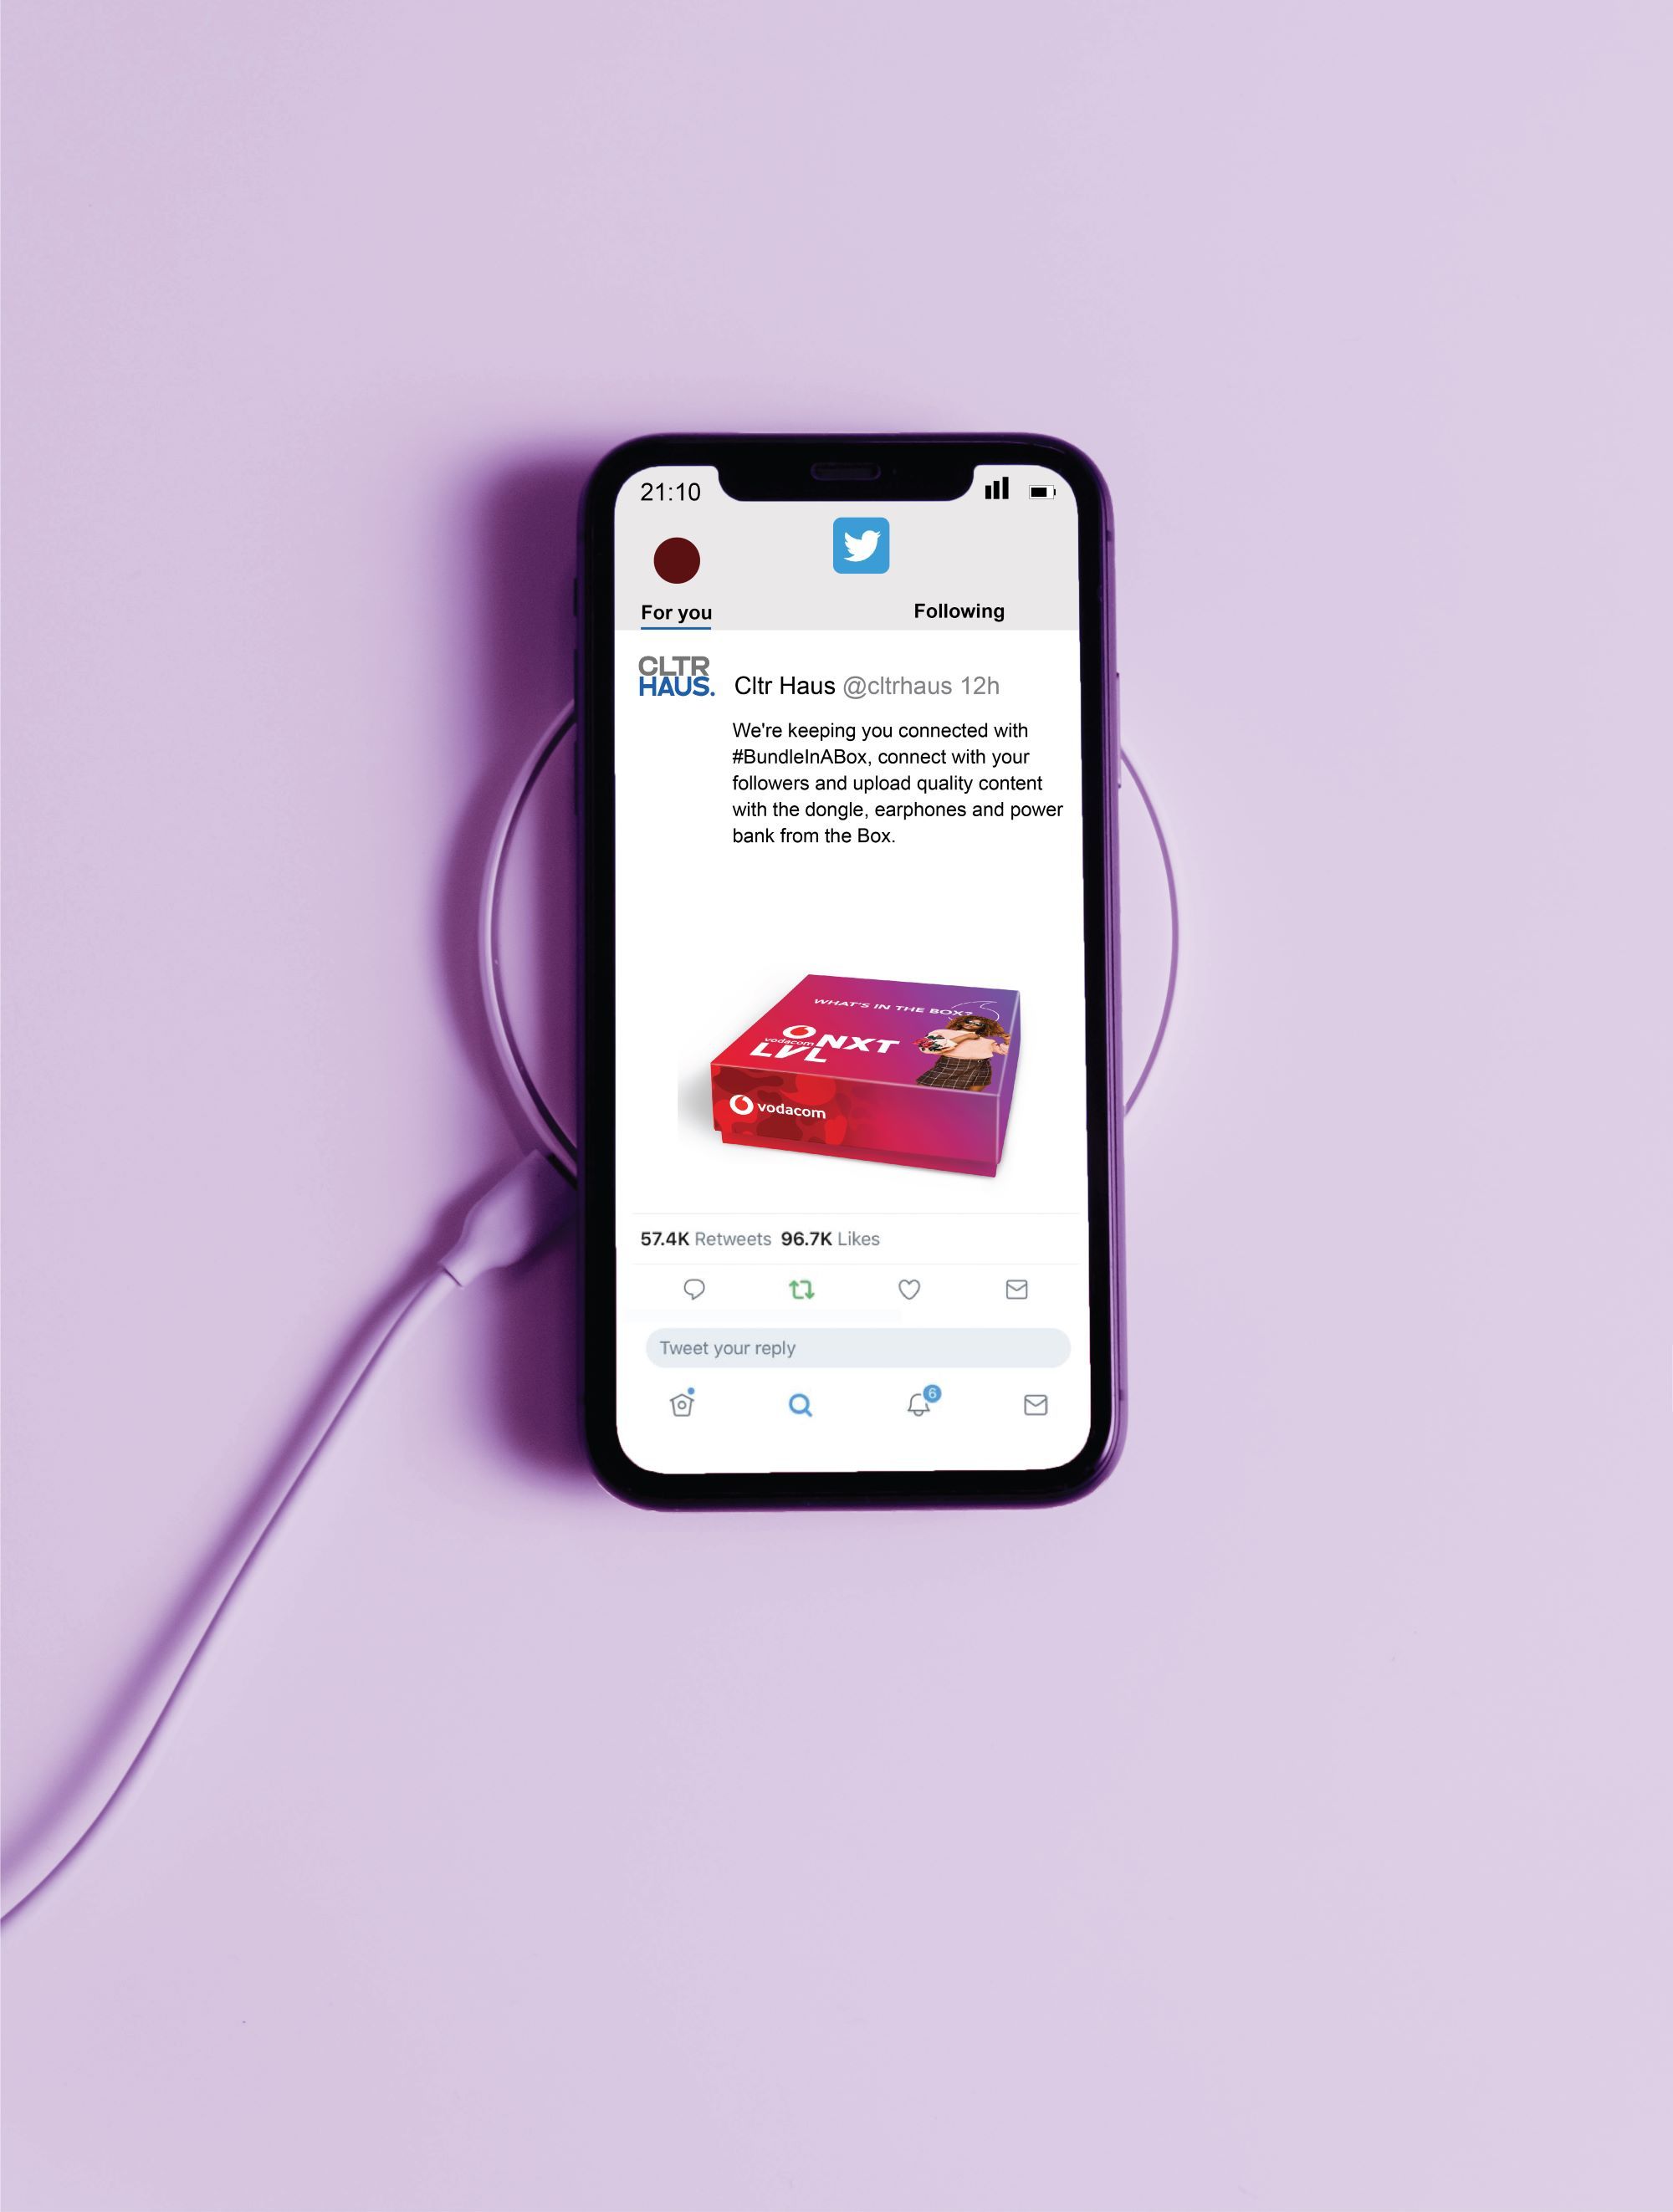 21:10
For you
Following
CLTR
HAUS.
Cltr Haus @cltrhaus 12h
We're keeping you connected with
#BundleInABox, connect with your
followers and upload quality content
with the dongle, earphones and power
bank from the Box.
WHAT'S IN THE BOX?
vodacom NXT
LVL
vodacom
57.4K Retweets 96.7K Likes
Tweet your reply
6